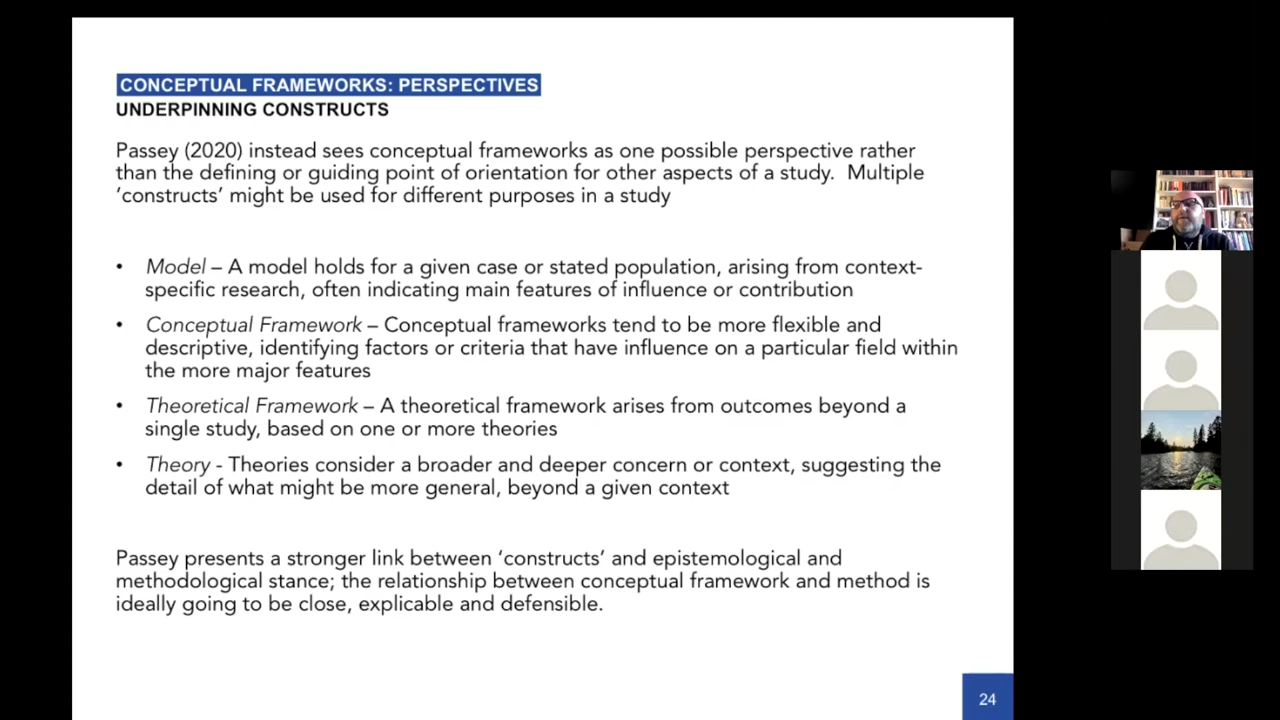 CONCEPTUAL FRAMEWORKS: PERSPECTIVES
UNDERPINNING CONSTRUCTS
Passey (2020) instead sees conceptual frameworks as one possible perspective rather
than the defining or guiding point of orientation for other aspects of a study.  Multiple
‘constructs’ might be used for different purposes in a study
• Model – A model holds for a given case or stated population, arising from context-
specific research, often indicating main features of influence or contribution
• Conceptual Framework – Conceptual frameworks tend to be more flexible and
descriptive, identifying factors or criteria that have influence on a particular field within
the more major features
• Theoretical Framework – A theoretical framework arises from outcomes beyond a
single study, based on one or more theories
• Theory - Theories consider a broader and deeper concern or context, suggesting the
detail of what might be more general, beyond a given context
Passey presents a stronger link between ‘constructs’ and epistemological and
methodological stance; the relationship between conceptual framework and method is
ideally going to be close, explicable and defensible.
24